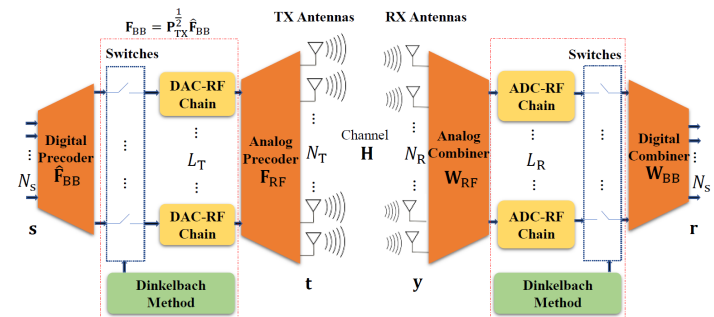 F_BB = P_TX^{1/2} F̂_BB
TX Antennas
RX Antennas
Switches
Switches
DAC-RF
Chain
ADC-RF
Chain
Digital
Precoder
F̂_BB
N_s
s
⋮
L_T
⋮
Analog
Precoder
F_RF
⋮
N_T
⋮
Channel
H
⋮
N_R
⋮
Analog
Combiner
W_RF
⋮
L_R
⋮
Digital
Combiner
W_BB
N_s
r
DAC-RF
Chain
ADC-RF
Chain
t
y
Dinkelbach
Method
Dinkelbach
Method